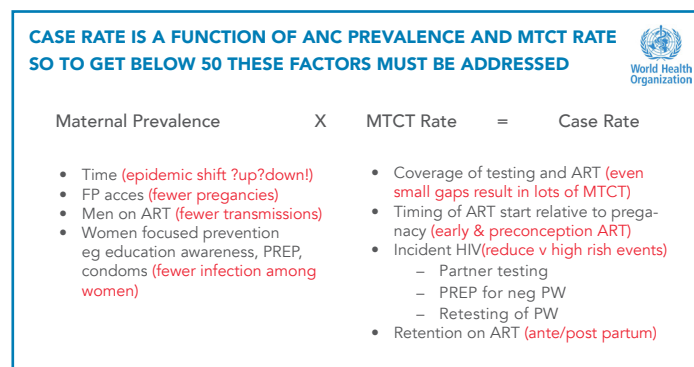 CASE RATE IS A FUNCTION OF ANC PREVALENCE AND MTCT RATE
SO TO GET BELOW 50 THESE FACTORS MUST BE ADDRESSED
World Health
Organization
Maternal Prevalence X MTCT Rate = Case Rate
• Time (epidemic shift ?up?down!)
• FP acces (fewer pregancies)
• Men on ART (fewer transmissions)
• Women focused prevention
eg education awareness, PREP,
condoms (fewer infection among
women)
• Coverage of testing and ART (even
small gaps result in lots of MTCT)
• Timing of ART start relative to prega-
nacy (early & preconception ART)
• Incident HIV(reduce v high rish events)
– Partner testing
– PREP for neg PW
– Retesting of PW
• Retention on ART (ante/post partum)